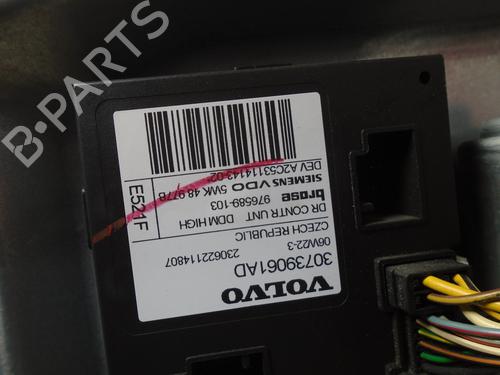 VOLVO
30739061AD
06W22-3 230622114807
CZECH REPUBLIC
DR CONTR UNT DDM HIGH
brose 976589-103
SIEMENS VDO 5WK 48 977B
DEV A2C53114143 02
E521F
B-PARTS